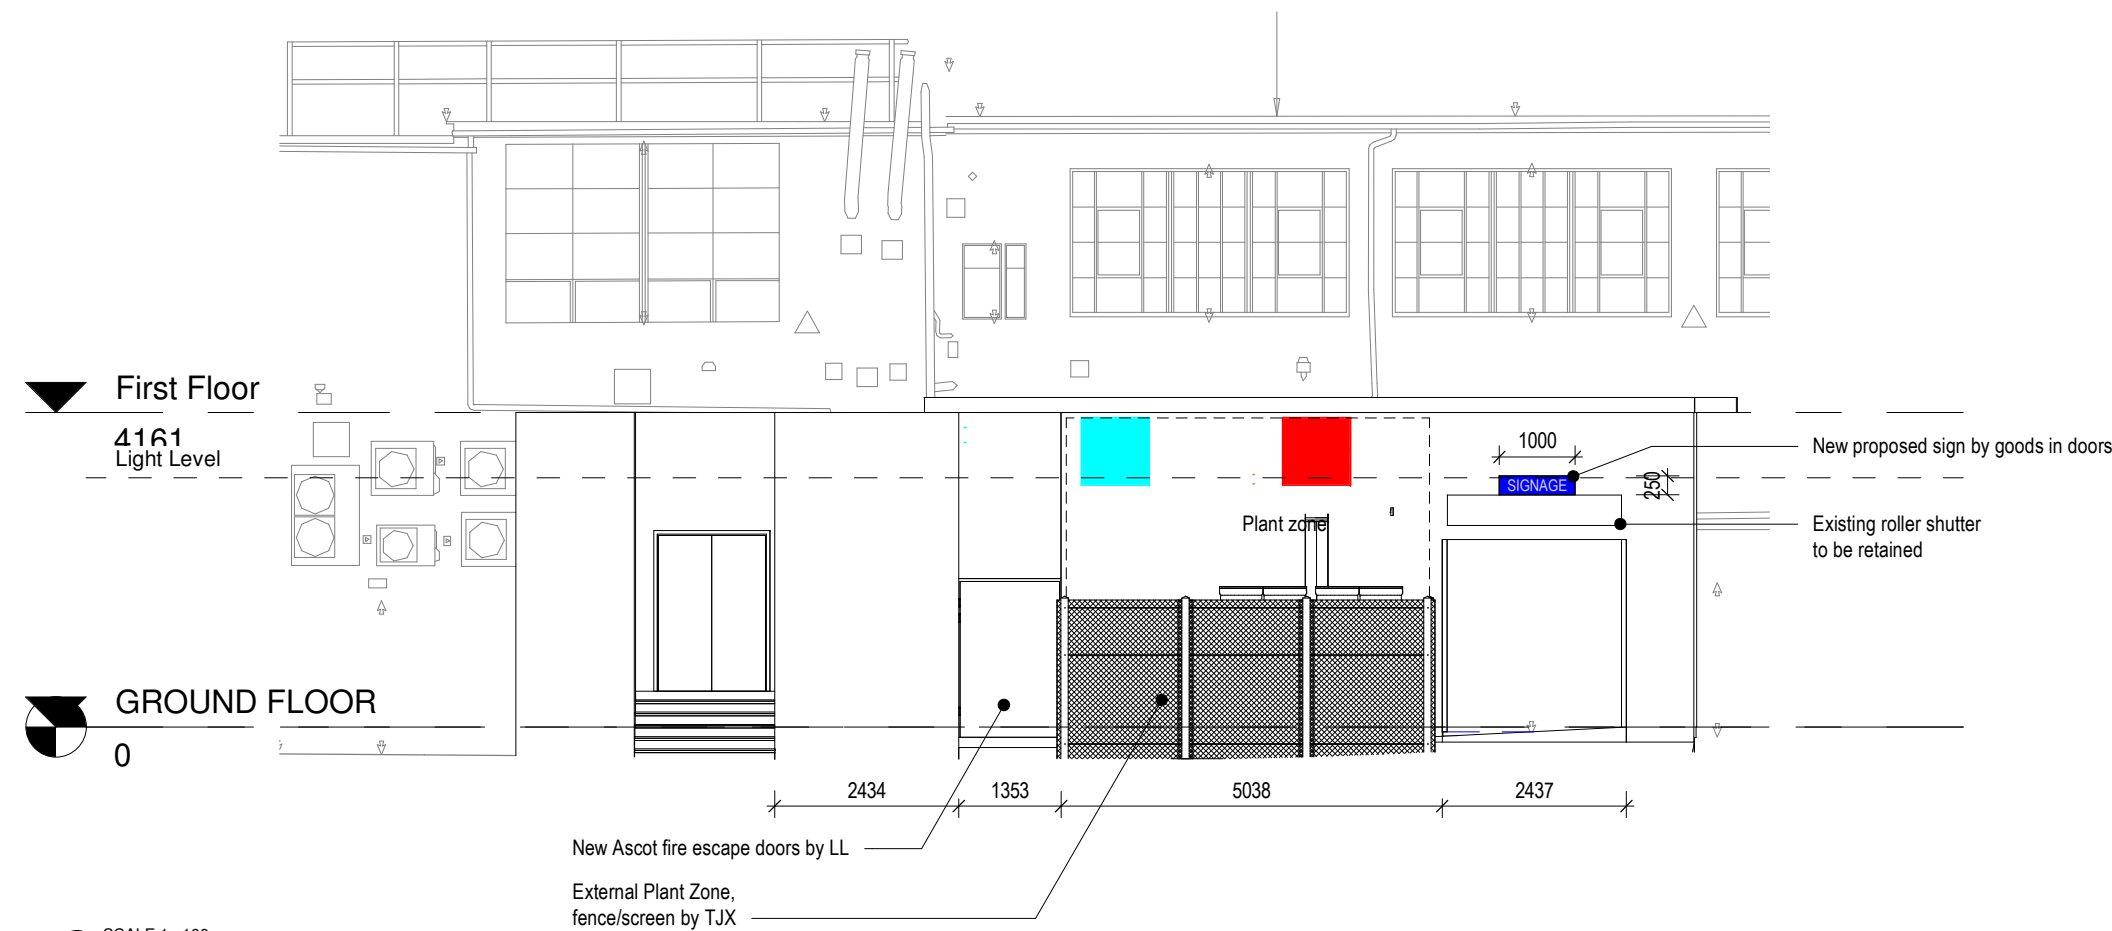 First Floor
4161
Light Level
1000
New proposed sign by goods in doors
SIGNAGE
250
Plant zone
Existing roller shutter
to be retained
GROUND FLOOR
0
2434
1353
5038
2437
New Ascot fire escape doors by LL
External Plant Zone,
fence/screen by TJX